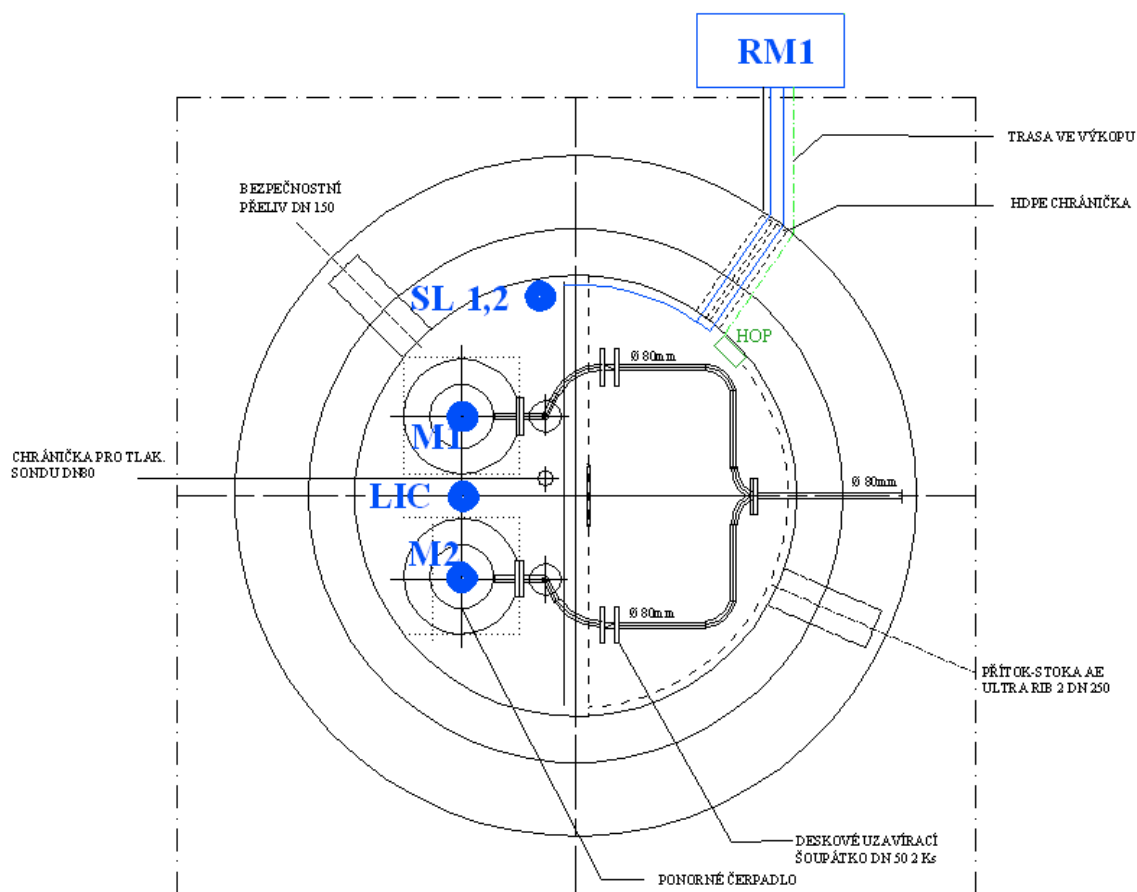 RM1
TRASA VE VÝKOPU
BEZPEČNOSTNÍ
PŘELIV DN 150
HDPE CHRÁNIČKA
SL 1,2
HOP
Ø 80mm
M1
CHRÁNIČKA PRO TLAK.
SONDU DN80
LIC
Ø 80mm
M2
Ø 80mm
PŘÍTOK-STOKA AE
ULTRA RIB 2 DN 250
DESKOVÉ UZAVÍRACÍ
ŠOUPÁTKO DN 50 2 Ks
PONORNÉ ČERPADLO